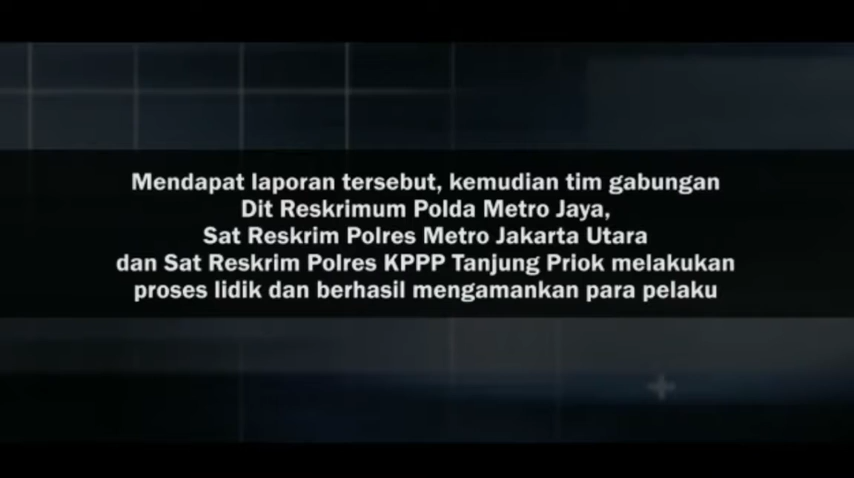 Mendapat laporan tersebut, kemudian tim gabungan
Dit Reskrimum Polda Metro Jaya,
Sat Reskrim Polres Metro Jakarta Utara
dan Sat Reskrim Polres KPPP Tanjung Priok melakukan
proses lidik dan berhasil mengamankan para pelaku